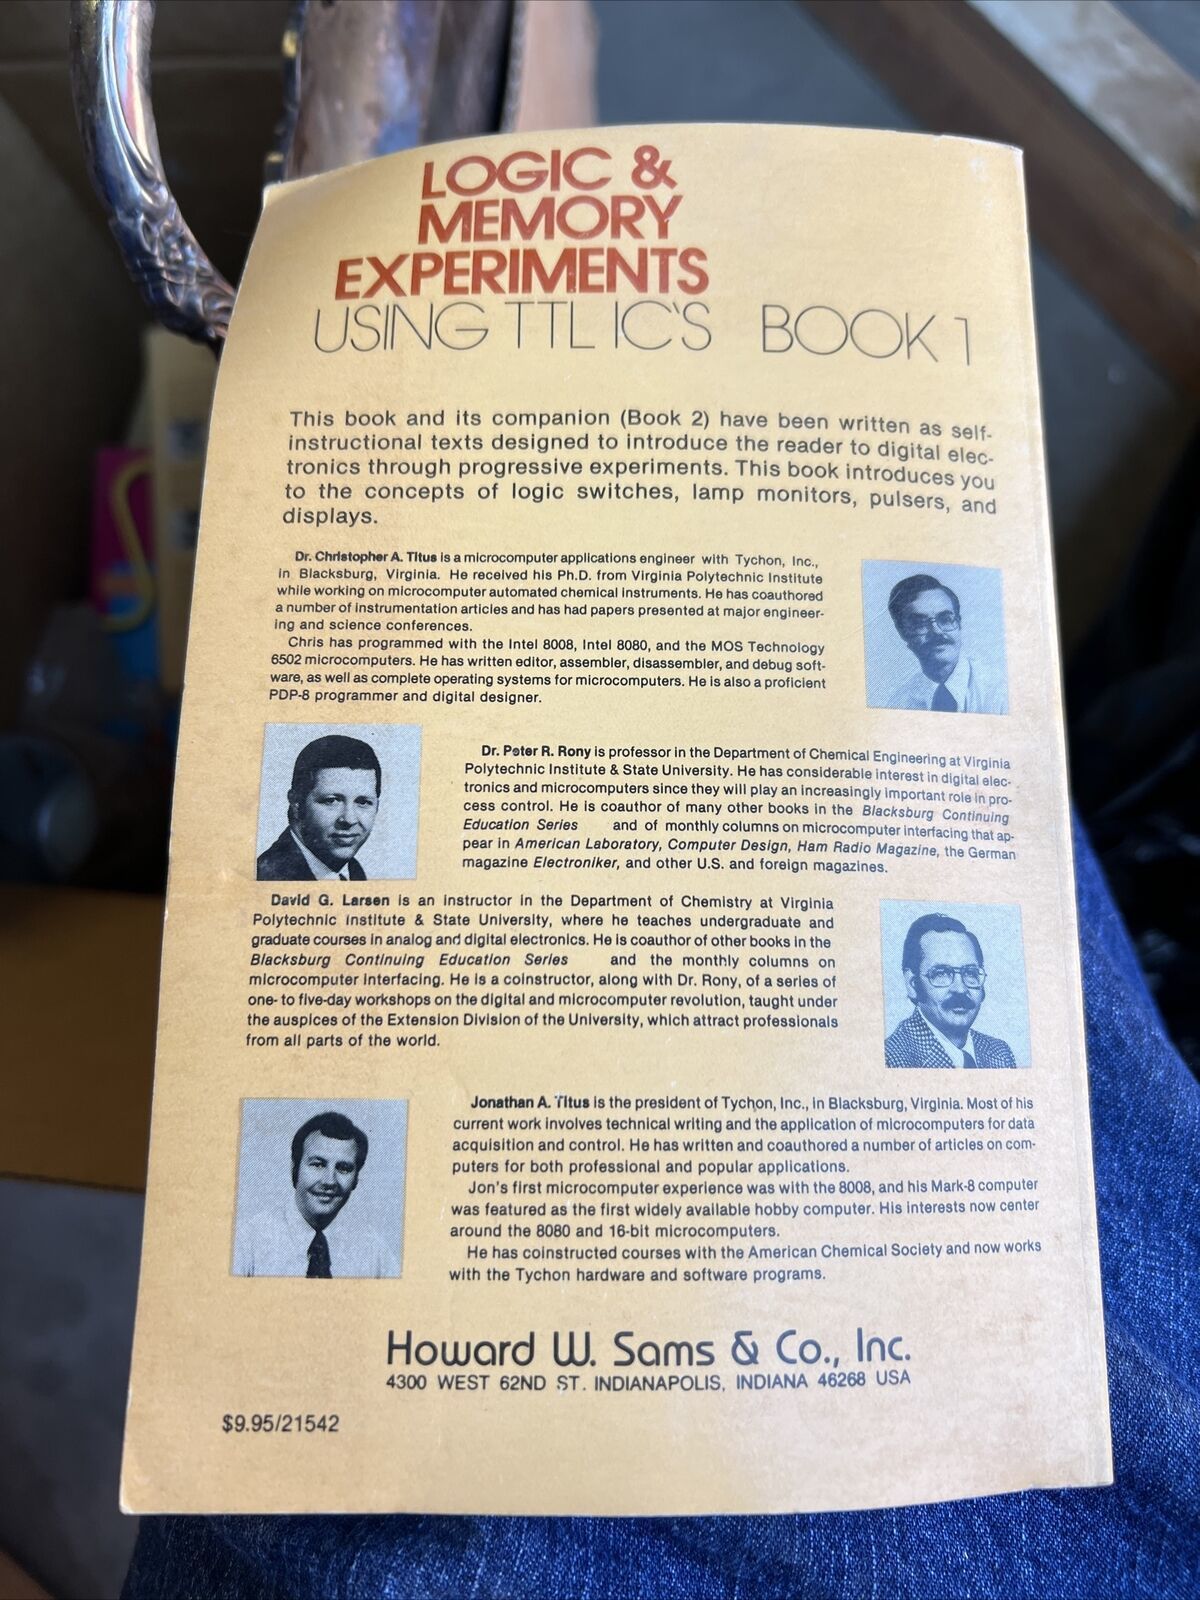 LOGIC &
MEMORY
EXPERIMENTS
USING TTL IC'S BOOK 1
This book and its companion (Book 2) have been written as self-
instructional texts designed to introduce the reader to digital elec-
tronics through progressive experiments. This book introduces you
to the concepts of logic switches, lamp monitors, pulsers, and
displays.
Dr. Christopher A. Titus is a microcomputer applications engineer with Tychon, Inc.,
in Blacksburg, Virginia. He received his Ph.D. from Virginia Polytechnic Institute
while working on microcomputer automated chemical instruments. He has coauthored
a number of instrumentation articles and has had papers presented at major engineer-
ing and science conferences.
Chris has programmed with the Intel 8008, Intel 8080, and the MOS Technology
6502 microcomputers. He has written editor, assembler, disassembler, and debug soft-
ware, as well as complete operating systems for microcomputers. He is also a proficient
PDP-8 programmer and digital designer.
Dr. Peter R. Rony is professor in the Department of Chemical Engineering at Virginia
Polytechnic Institute & State University. He has considerable interest in digital elec-
tronics and microcomputers since they will play an increasingly important role in pro-
cess control. He is coauthor of many other books in the Blacksburg Continuing
Education Series and of monthly columns on microcomputer interfacing that ap-
pear in American Laboratory, Computer Design, Ham Radio Magazine, the German
magazine Electroniker, and other U.S. and foreign magazines.
David G. Larsen is an instructor in the Department of Chemistry at Virginia
Polytechnic Institute & State University, where he teaches undergraduate and
graduate courses in analog and digital electronics. He is coauthor of other books in the
Blacksburg Continuing Education Series and the monthly columns on
microcomputer interfacing. He is a coinstructor, along with Dr. Rony, of a series of
one- to five-day workshops on the digital and microcomputer revolution, taught under
the auspices of the Extension Division of the University, which attract professionals
from all parts of the world.
Jonathan A. Titus is the president of Tychon, Inc., in Blacksburg, Virginia. Most of his
current work involves technical writing and the application of microcomputers for data
acquisition and control. He has written and coauthored a number of articles on com-
puters for both professional and popular applications.
Jon's first microcomputer experience was with the 8008, and his Mark-8 computer
was featured as the first widely available hobby computer. His interests now center
around the 8080 and 16-bit microcomputers.
He has coinstructed courses with the American Chemical Society and now works
with the Tychon hardware and software programs.
Howard W. Sams & Co., Inc.
4300 WEST 62ND ST. INDIANAPOLIS, INDIANA 46268 USA
$9.95/21542